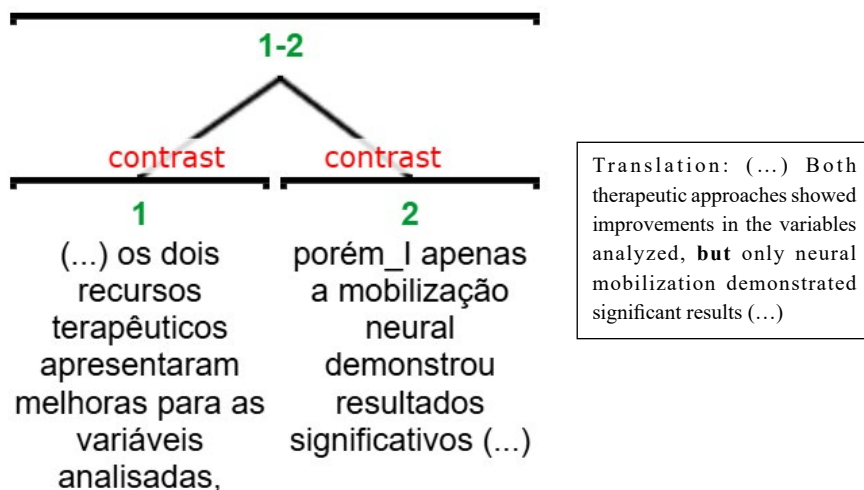 1-2
contrast
contrast
1
2
(...) os dois
recursos
terapêuticos
apresentaram
melhoras para as
variáveis
analisadas,
porém_I apenas
a mobilização
neural
demonstrou
resultados
significativos (...)
Translation: (…) Both
therapeutic approaches showed
improvements in the variables
analyzed, but only neural
mobilization demonstrated
significant results (…)